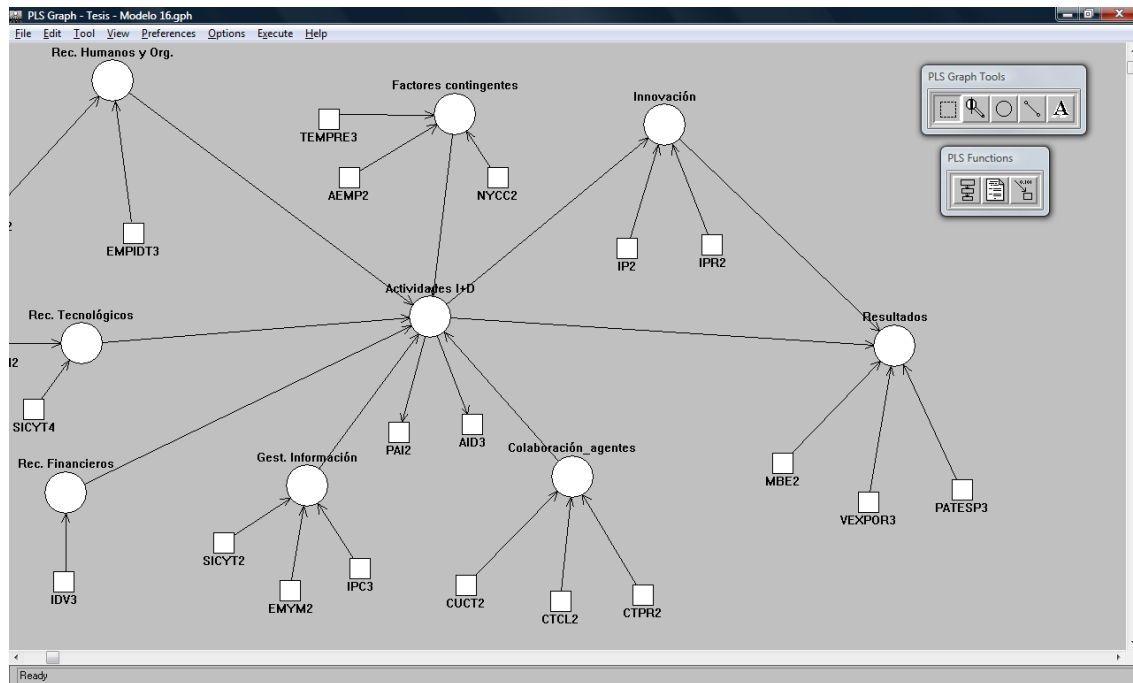 PLS Graph - Tesis - Modelo 16.gph
File Edit Tool View Preferences Options Execute Help
Rec. Humanos y Org.
Factores contingentes
Innovación
PLS Graph Tools
A
TEMPRE3
PLS Functions
AEMP2
NYCC2
2
EMPIDT3
IP2
IPR2
Actividades I+D
Rec. Tecnológicos
Resultados
I2
SICYT4
PAI2
AID3
Colaboración_agentes
Gest. Información
Rec. Financieros
MBE2
VEXPOR3
PATESP3
SICYT2
IPC3
IDV3
EMYM2
CUCT2
CTCL2
CTPR2
Ready